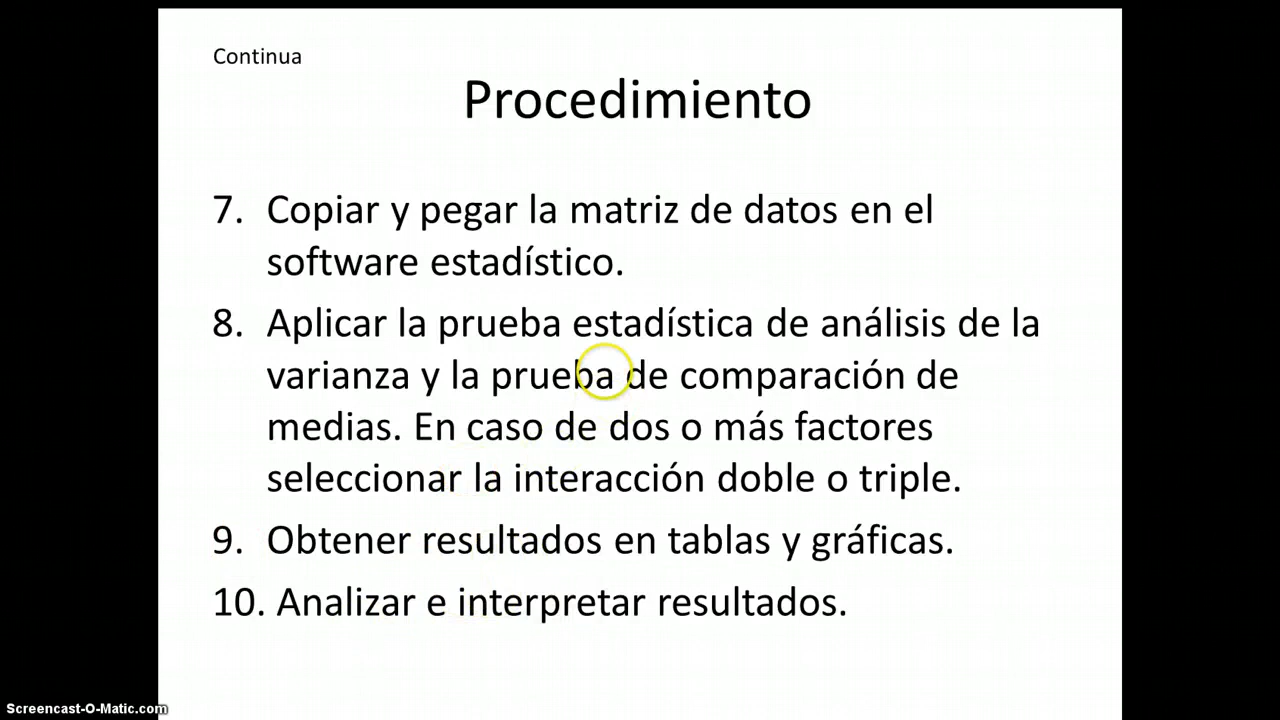 Continua
Procedimiento
7. Copiar y pegar la matriz de datos en el
software estadístico.
8. Aplicar la prueba estadística de análisis de la
varianza y la prueba de comparación de
medias. En caso de dos o más factores
seleccionar la interacción doble o triple.
9. Obtener resultados en tablas y gráficas.
10. Analizar e interpretar resultados.
Screencast-O-Matic.com